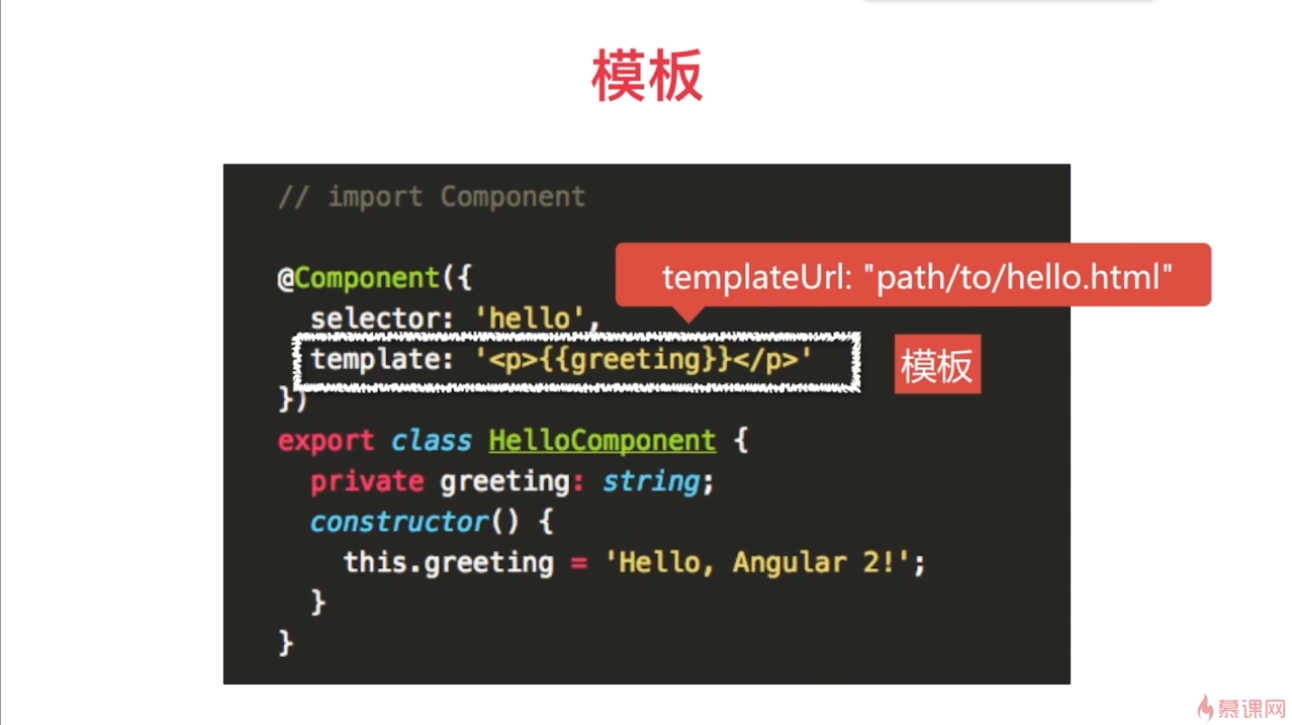 模板
// import Component
@Component({
templateUrl: "path/to/hello.html"
selector: 'hello',
template: '<p>{{greeting}}</p>'
模板
})
export class HelloComponent {
private greeting: string;
constructor() {
this.greeting = 'Hello, Angular 2!';
}
}
慕课网